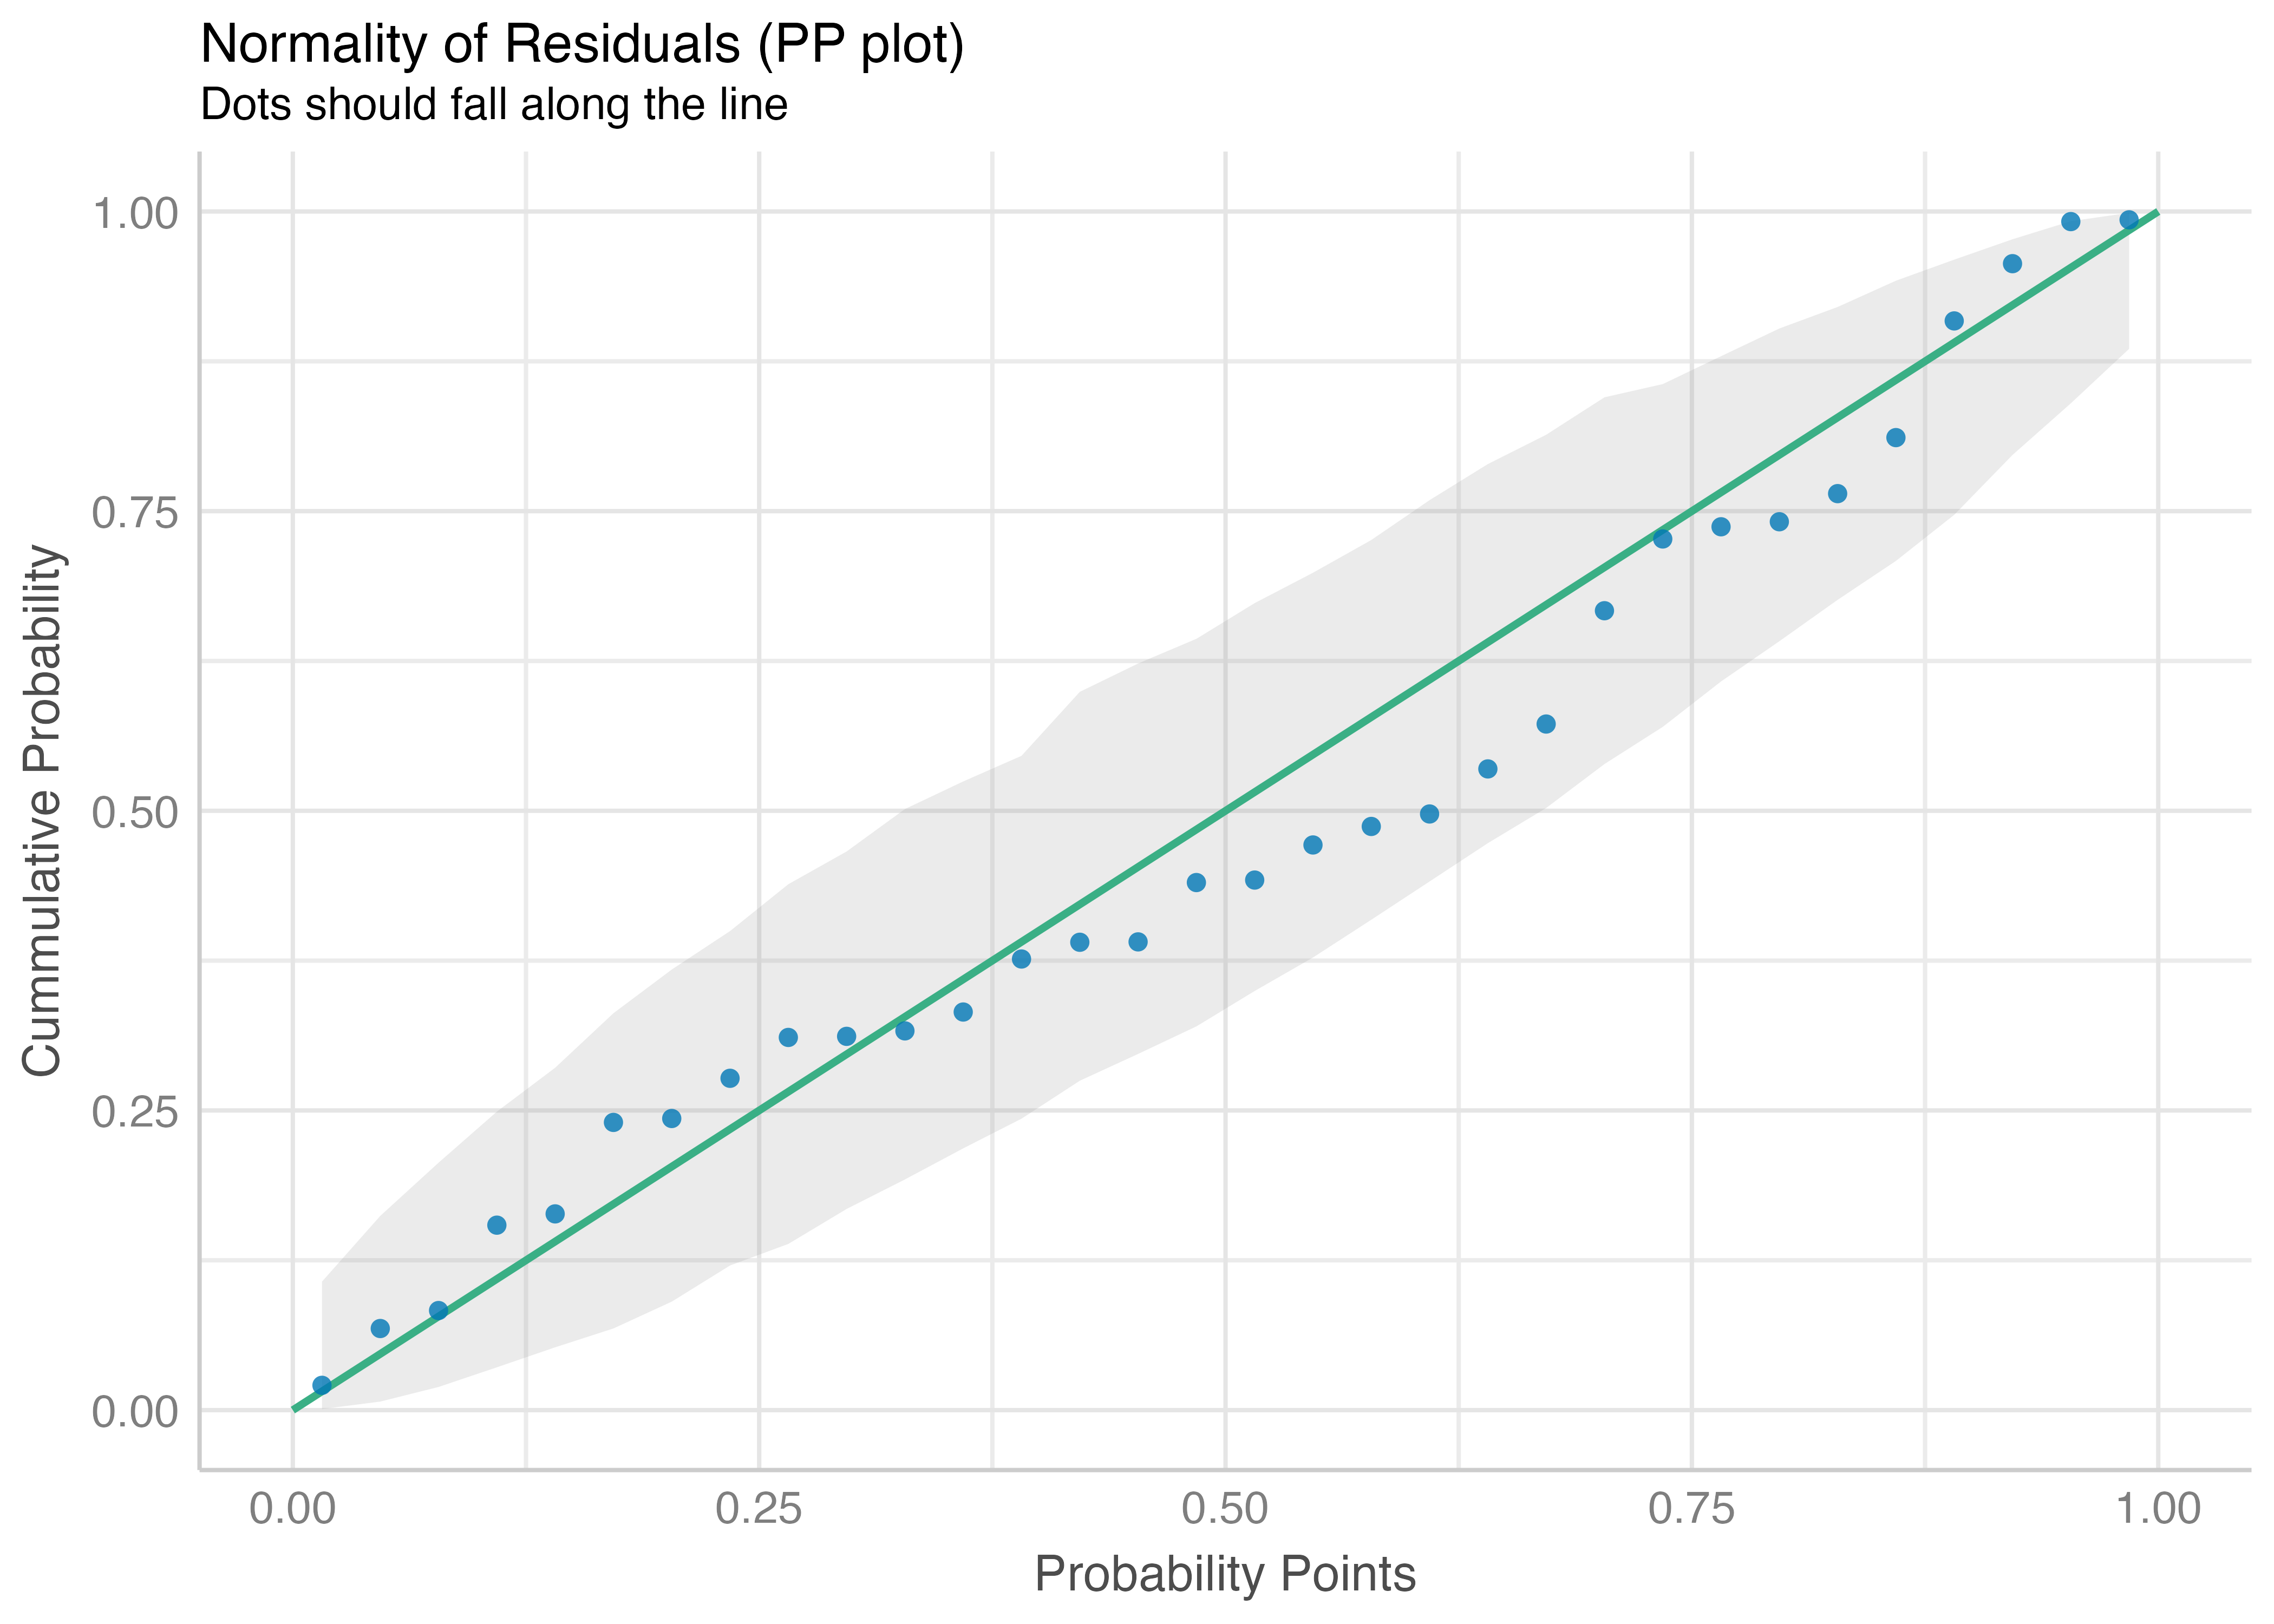 Normality of Residuals (PP plot)
Dots should fall along the line
1.00
0.75
0.50
0.25
0.00
Cummulative Probability
0.00 0.25 0.50 0.75 1.00
Probability Points